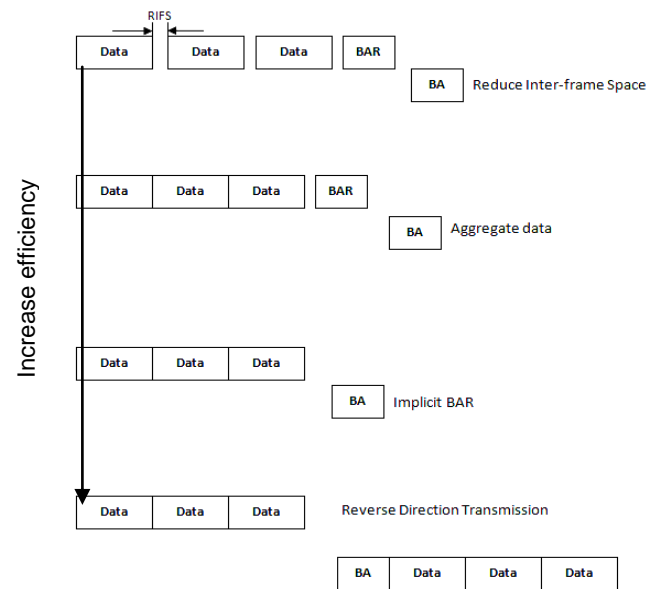 RIFS
Data Data Data BAR
BA Reduce Inter-frame Space
Increase efficiency
Data Data Data BAR
BA Aggregate data
Data Data Data
BA Implicit BAR
Data Data Data Reverse Direction Transmission
BA Data Data Data